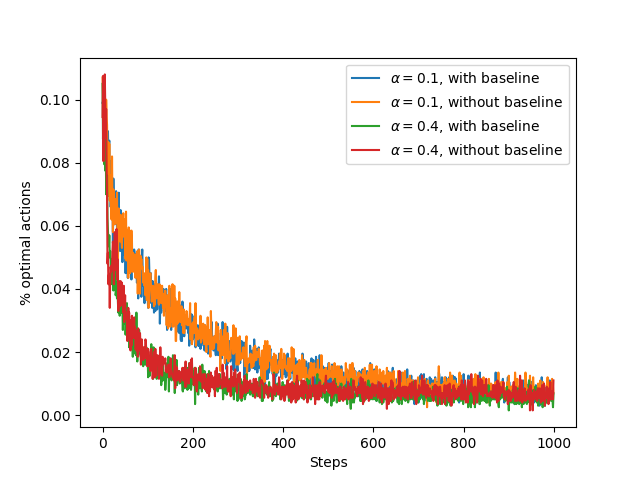 α = 0.1, with baseline
α = 0.1, without baseline
α = 0.4, with baseline
α = 0.4, without baseline
% optimal actions
0.10
0.08
0.06
0.04
0.02
0.00
0 200 400 600 800 1000
Steps